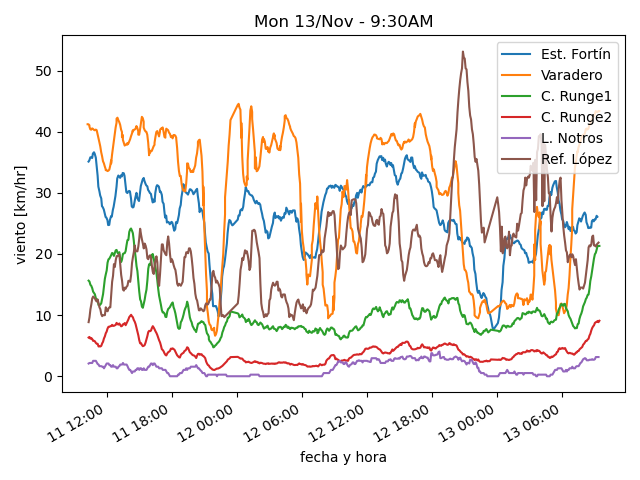 Mon 13/Nov - 9:30AM
Est. Fortín
Varadero
C. Runge1
C. Runge2
L. Notros
Ref. López
viento [km/hr]
50
40
30
20
10
0
11 12:00
11 18:00
12 00:00
12 06:00
12 12:00
12 18:00
13 00:00
13 06:00
fecha y hora